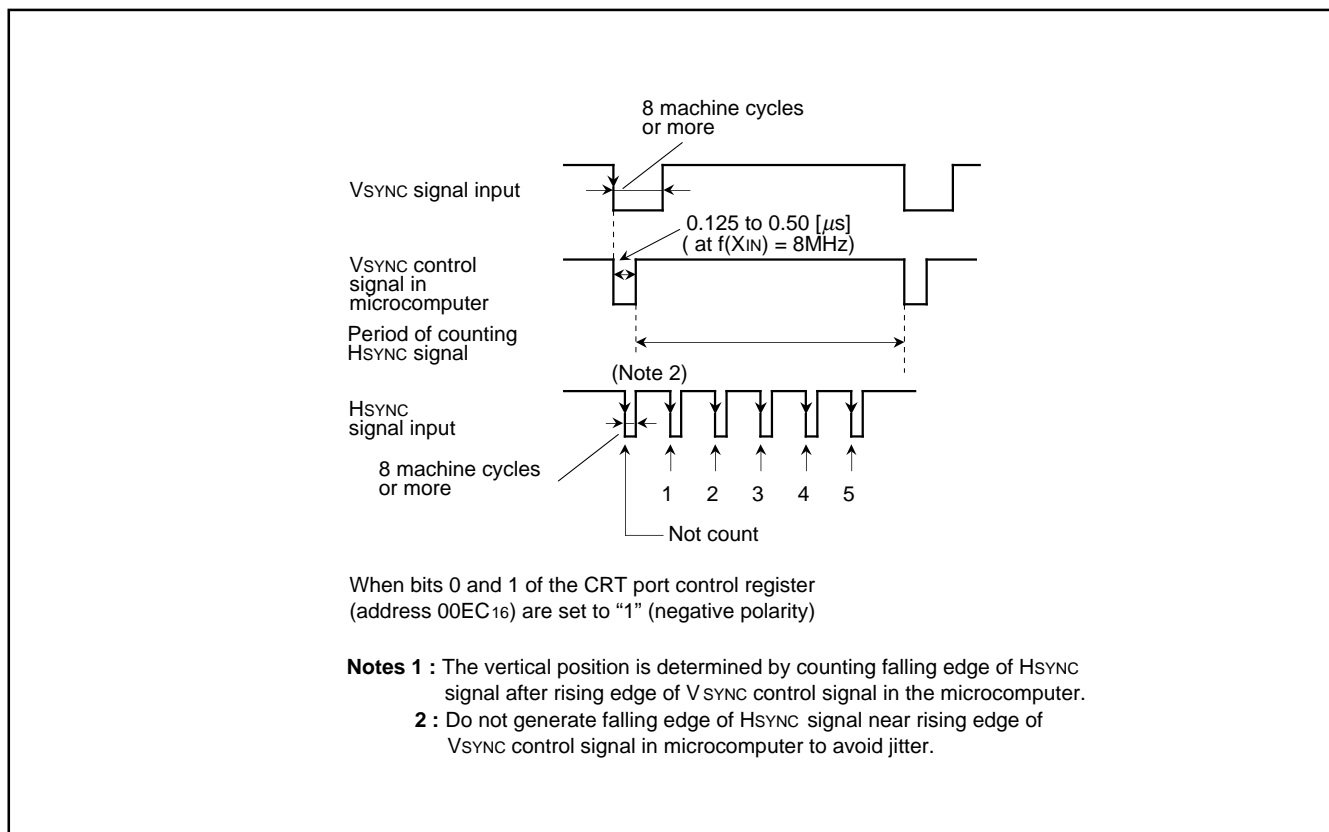 8 machine cycles
or more
VSYNC signal input
0.125 to 0.50 [μs]
( at f(XIN) = 8MHz)
VSYNC control
signal in
microcomputer
Period of counting
HSYNC signal
(Note 2)
HSYNC
signal input
8 machine cycles
or more
1 2 3 4 5
Not count
When bits 0 and 1 of the CRT port control register
(address 00EC16) are set to “1” (negative polarity)
Notes 1 : The vertical position is determined by counting falling edge of HSYNC
signal after rising edge of VSYNC control signal in the microcomputer.
2 : Do not generate falling edge of HSYNC signal near rising edge of
VSYNC control signal in microcomputer to avoid jitter.